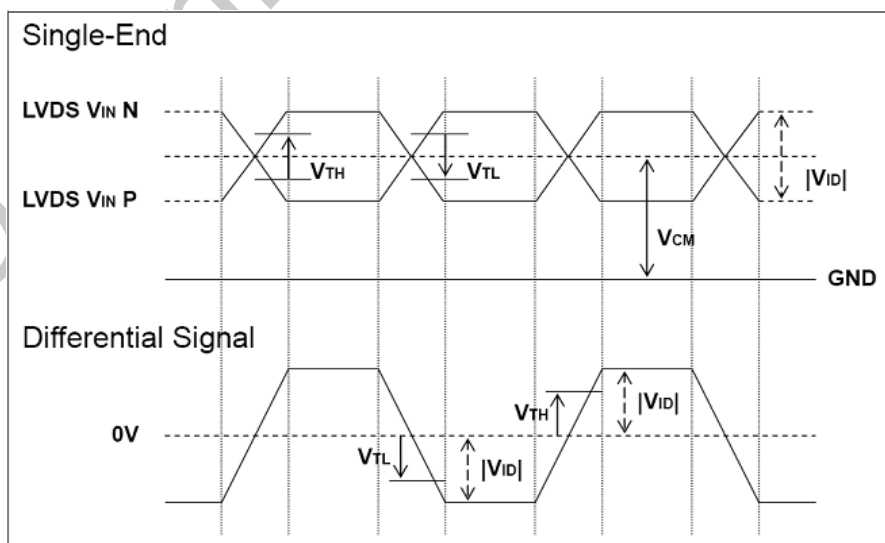 Single-End
LVDS VIN N
VTH
VTL
|VID|
LVDS VIN P
VCM
GND
Differential Signal
VTH
|VID|
0V
VTL
|VID|